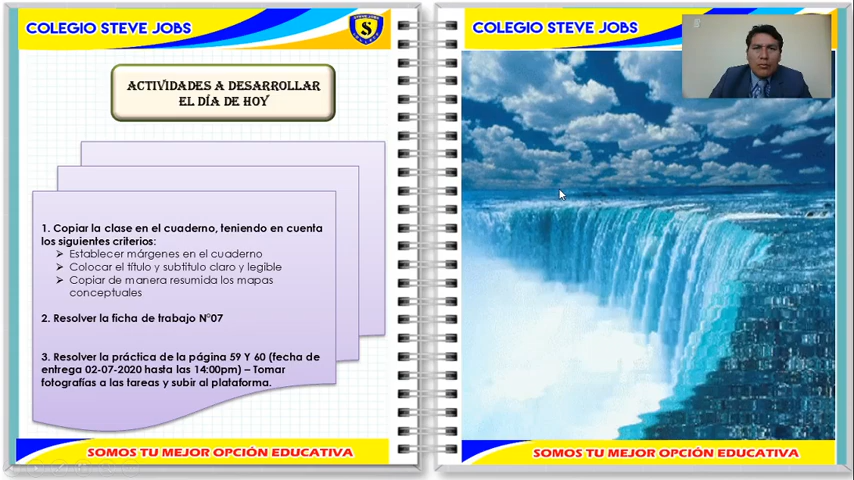 COLEGIO STEVE JOBS
STEVE JOBS
S
ACTIVIDADES A DESARROLLAR
EL DÍA DE HOY
1. Copiar la clase en el cuaderno, teniendo en cuenta
los siguientes criterios:
➢ Establecer márgenes en el cuaderno
➢ Colocar el título y subtítulo claro y legible
➢ Copiar de manera resumida los mapas
conceptuales
2. Resolver la ficha de trabajo N°07
3. Resolver la práctica de la página 59 Y 60 (fecha de
entrega 02-07-2020 hasta las 14:00pm) – Tomar
fotografías a las tareas y subir al plataforma.
SOMOS TU MEJOR OPCIÓN EDUCATIVA
COLEGIO STEVE JOBS
SOMOS TU MEJOR OPCIÓN EDUCATIVA